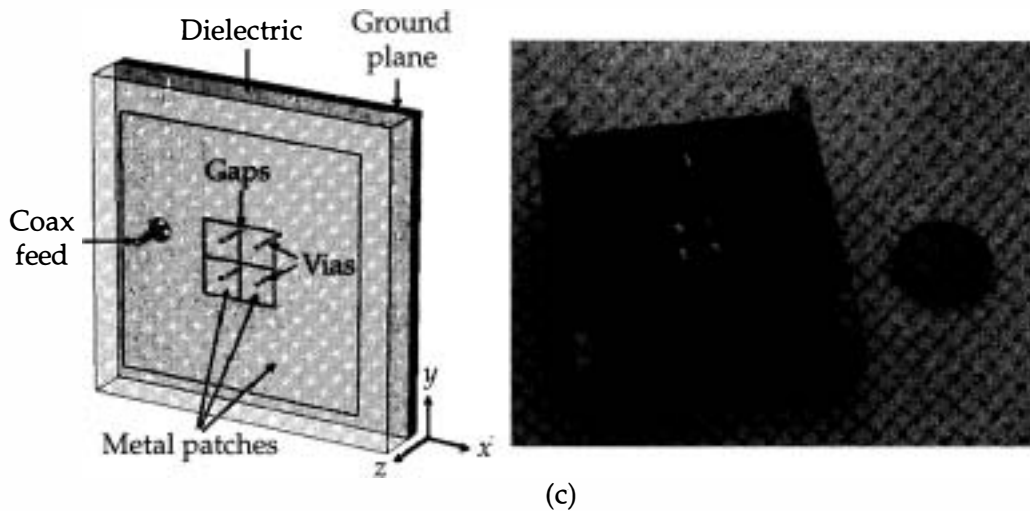 Dielectric
Ground
plane
Gaps
Coax
feed
Vias
Metal patches
y
x
z
(c)